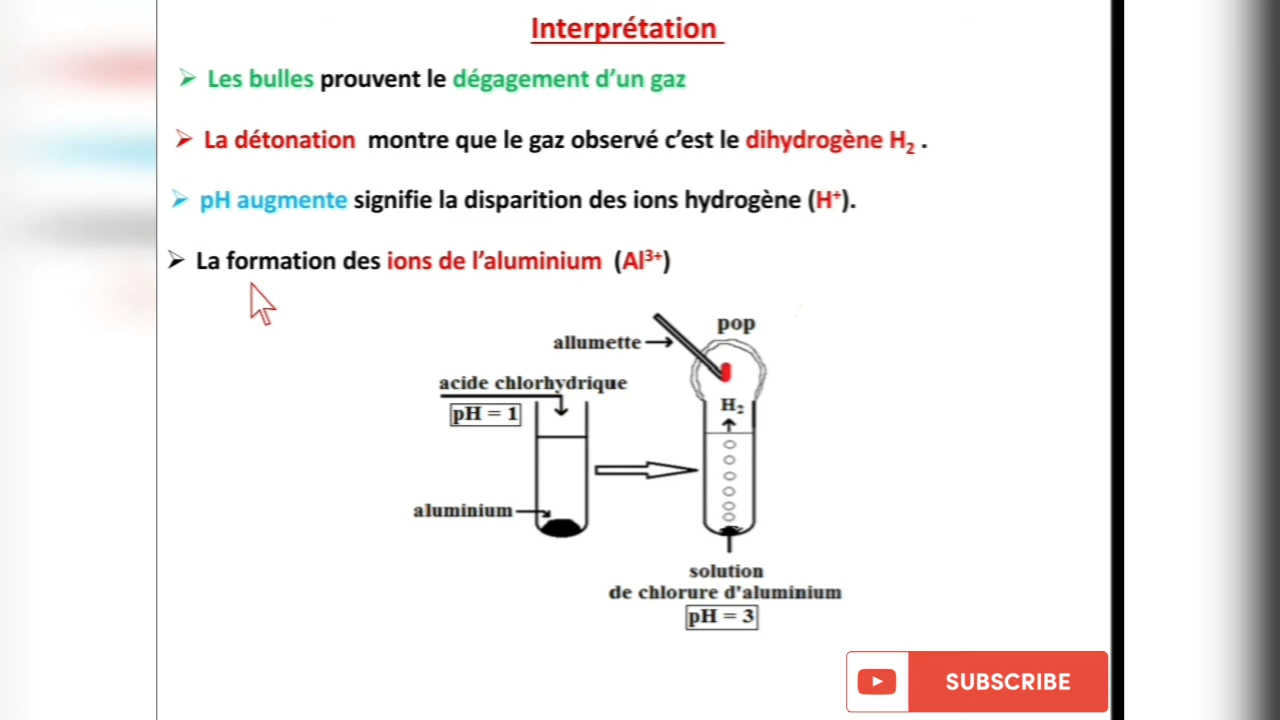 Interprétation
Les bulles prouvent le dégagement d’un gaz
La détonation montre que le gaz observé c’est le dihydrogène H₂ .
pH augmente signifie la disparition des ions hydrogène (H⁺).
La formation des ions de l’aluminium (Al³⁺)
pop
allumette
acide chlorhydrique
pH = 1
H₂
aluminium
solution
de chlorure d'aluminium
pH = 3
SUBSCRIBE